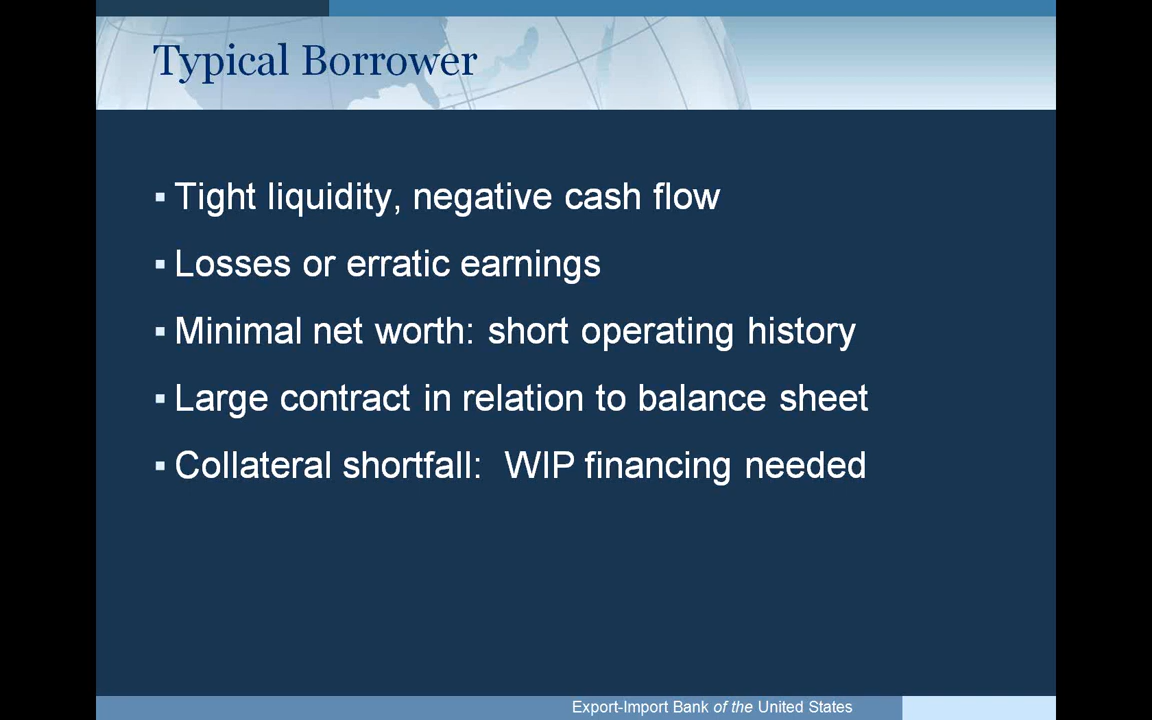 Typical Borrower
▪ Tight liquidity, negative cash flow
▪ Losses or erratic earnings
▪ Minimal net worth: short operating history
▪ Large contract in relation to balance sheet
▪ Collateral shortfall:  WIP financing needed
Export-Import Bank of the United States